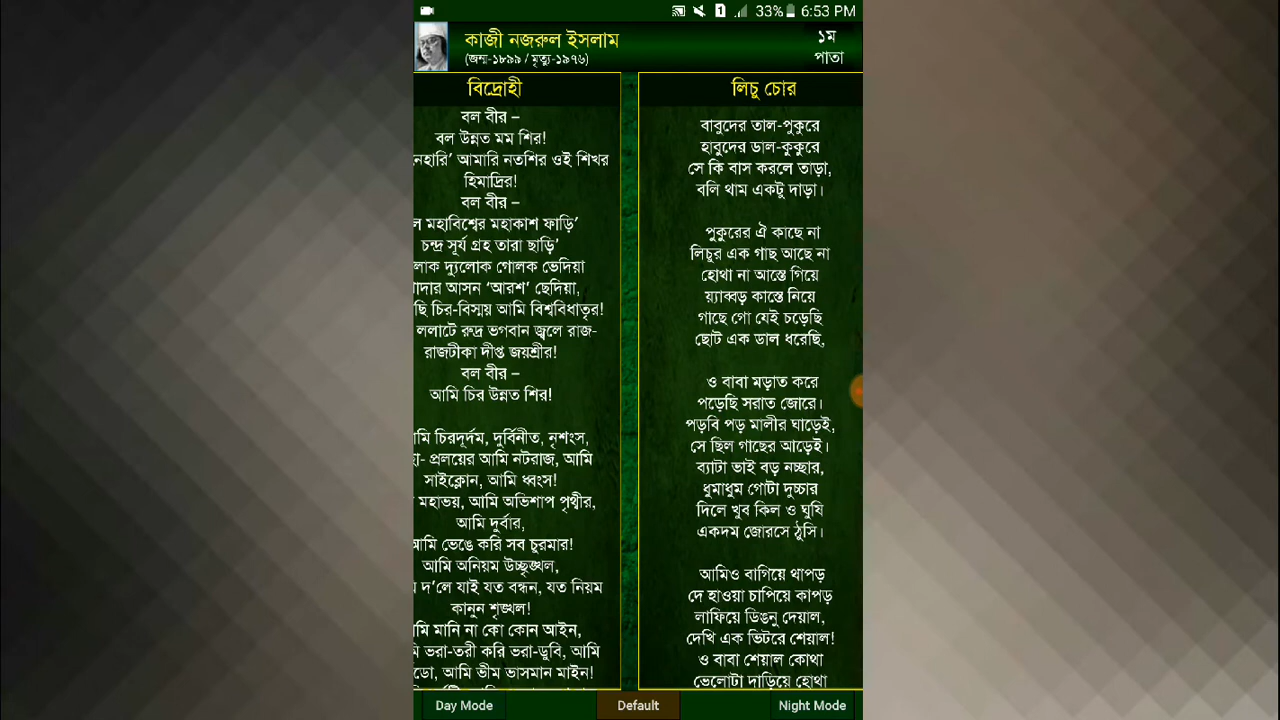 33% 6:53 PM
কাজী নজরুল ইসলাম
(জন্ম-১৮৯৯ / মৃত্যু-১৯৭৬)
১ম
পাতা
বিদ্রোহী
বল বীর –
বল উন্নত মম শির!
আমারি নতশির ওই শিখর
হিমাদ্রির!
বল বীর –
মহাবিশ্বের মহাকাশ ফাড়ি’
চন্দ্র সূর্য গ্রহ তারা ছাড়ি’
দ্যুলোক গোলক ভেদিয়া
আসন ‘আরশ’ ছেদিয়া,
চির-বিস্ময় আমি বিশ্ববিধাতৃর!
ললাটে রুদ্র ভগবান জ্বলে রাজ-
রাজটীকা দীপ্ত জয়শ্রীর!
বল বীর –
আমি চির উন্নত শির!
চিরদূর্দম, দুর্বিনীত, নৃশংস,
প্রলয়ের আমি নটরাজ, আমি
সাইক্লোন, আমি ধ্বংস!
মহাভয়, আমি অভিশাপ পৃথ্বীর,
আমি দুর্বার,
আমি ভেঙে করি সব চুরমার!
আমি অনিয়ম উচ্ছৃঙ্খল,
দ’লে যাই যত বন্ধন, যত নিয়ম
কানুন শৃঙ্খল!
মানি না কো কোন আইন,
ভরা-তরী করি ভরা-ডুবি, আমি
আমি ভীম ভাসমান মাইন!
লিচু চোর
বাবুদের তাল-পুকুরে
হাবুদের ডাল-কুকুরে
সে কি বাস করলে তাড়া,
বলি থাম একটু দাড়া।
পুকুরের ঐ কাছে না
লিচুর এক গাছ আছে না
হোথা না আস্তে গিয়ে
য়্যাব্বড় কাস্তে নিয়ে
গাছে গো যেই চড়েছি
ছোট এক ডাল ধরেছি,
ও বাবা মড়াত করে
পড়েছি সরাত জোরে।
পড়বি পড় মালীর ঘাড়েই,
সে ছিল গাছের আড়েই।
ব্যাটা ভাই বড় নচ্ছার,
ধুমাধুম গোটা দুচ্চার
দিলে খুব কিল ও ঘুষি
একদম জোরসে ঠুসি।
আমিও বাগিয়ে থাপড়
দে হাওয়া চাপিয়ে কাপড়
লাফিয়ে ডিঙনু দেয়াল,
দেখি এক ভিটরে শেয়াল!
ও বাবা শেয়াল কোথা
ভেলোটা দাড়িয়ে হোথা
Day Mode
Default
Night Mode